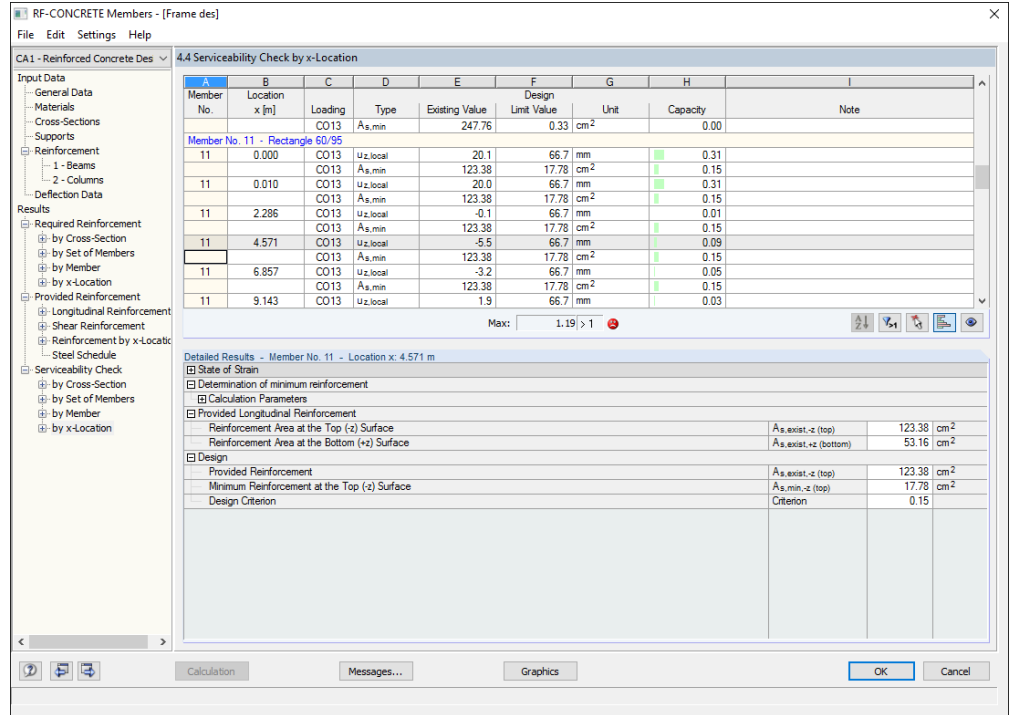 RF-CONCRETE Members - [Frame des]
File Edit Settings Help
CA1 - Reinforced Concrete Des
Input Data
General Data
Materials
Cross-Sections
Supports
Reinforcement
1 - Beams
2 - Columns
Deflection Data
Results
Required Reinforcement
by Cross-Section
by Set of Members
by Member
by x-Location
Provided Reinforcement
Longitudinal Reinforcement
Shear Reinforcement
Reinforcement by x-Locatio
Steel Schedule
Serviceability Check
by Cross-Section
by Set of Members
by Member
by x-Location
4.4 Serviceability Check by x-Location
A B C D E F G H I
Member Location Design
No. x [m] Loading Type Existing Value Limit Value Unit Capacity Note
CO13 As,min 247.76 0.33 cm2 0.00
Member No. 11 - Rectangle 60/95
11 0.000 CO13 uz,local 20.1 66.7 mm 0.31
CO13 As,min 123.38 17.78 cm2 0.15
11 0.010 CO13 uz,local 20.0 66.7 mm 0.31
CO13 As,min 123.38 17.78 cm2 0.15
11 2.286 CO13 uz,local -0.1 66.7 mm 0.01
CO13 As,min 123.38 17.78 cm2 0.15
11 4.571 CO13 uz,local -5.5 66.7 mm 0.09
CO13 As,min 123.38 17.78 cm2 0.15
11 6.857 CO13 uz,local -3.2 66.7 mm 0.05
CO13 As,min 123.38 17.78 cm2 0.15
11 9.143 CO13 uz,local 1.9 66.7 mm 0.03
Max: 1.19 > 1
Detailed Results - Member No. 11 - Location x: 4.571 m
State of Strain
Determination of minimum reinforcement
Calculation Parameters
Provided Longitudinal Reinforcement
Reinforcement Area at the Top (-z) Surface As,exist,-z (top) 123.38 cm2
Reinforcement Area at the Bottom (+z) Surface As,exist,+z (bottom) 53.16 cm2
Design
Provided Reinforcement As,exist,-z (top) 123.38 cm2
Minimum Reinforcement at the Top (-z) Surface As,min,-z (top) 17.78 cm2
Design Criterion Criterion 0.15
Calculation Messages... Graphics OK Cancel